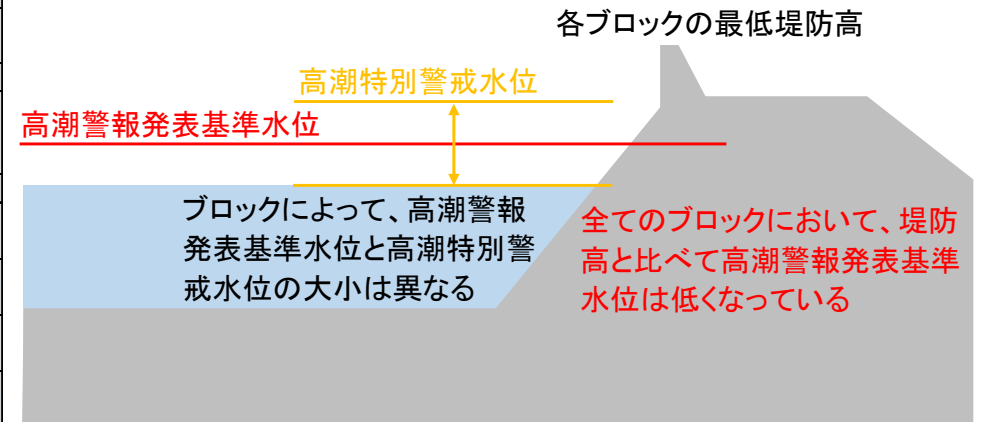 各ブロックの最低堤防高
高潮特別警戒水位
高潮警報発表基準水位
ブロックによって、高潮警報
発表基準水位と高潮特別警
戒水位の大小は異なる
全てのブロックにおいて、堤防
高と比べて高潮警報発表基準
水位は低くなっている